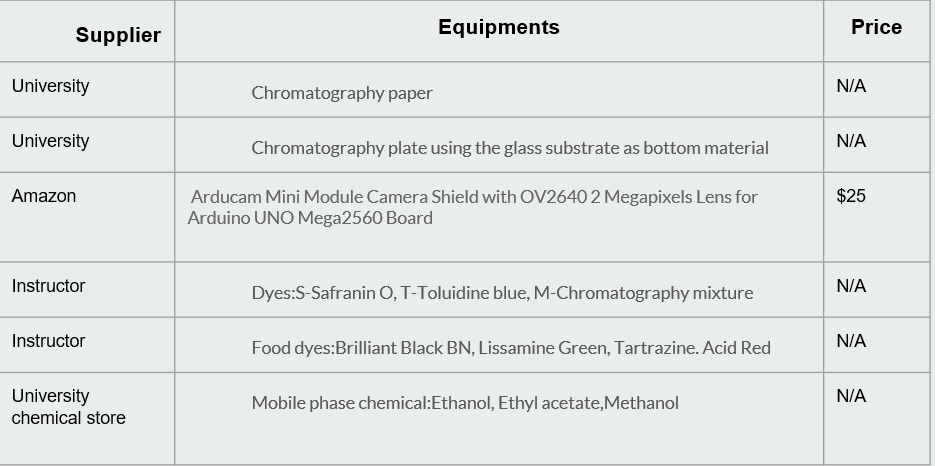 Supplier Equipments Price
University Chromatography paper N/A
University Chromatography plate using the glass substrate as bottom material N/A
Amazon Arducam Mini Module Camera Shield with OV2640 2 Megapixels Lens for $25
Arduino UNO Mega2560 Board
Instructor Dyes:S-Safranin O, T-Toluidine blue, M-Chromatography mixture N/A
Instructor Food dyes:Brilliant Black BN, Lissamine Green, Tartrazine. Acid Red N/A
University Mobile phase chemical:Ethanol, Ethyl acetate,Methanol N/A
chemical store